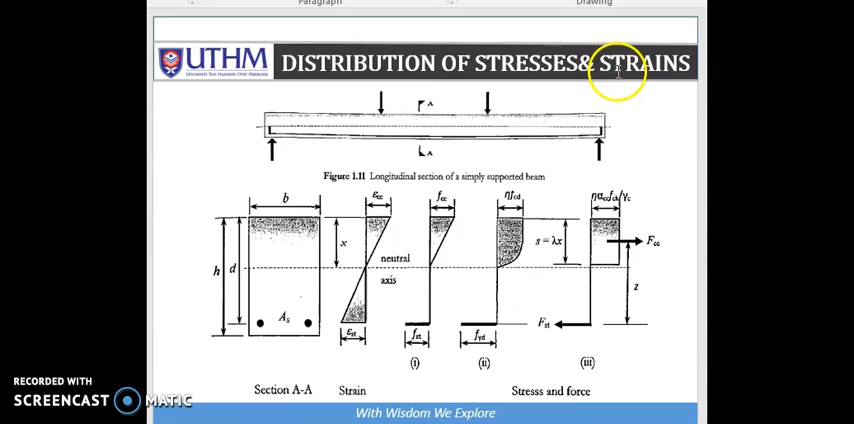 Paragraph
Drawing
UTHM
Universiti Tun Hussein Onn Malaysia
DISTRIBUTION OF STRESSES& STRAINS
A
A
Figure 1.11 Longitudinal section of a simply supported beam
b
εcc
fcc
ηfcd
ηαccfck/γc
h
d
x
neutral
axis
s = λx
Fcc
z
As
εst
fst
fyd
Fst
(i)
(ii)
(iii)
Section A-A
Strain
Stresss and force
RECORDED WITH
SCREENCAST MATIC
With Wisdom We Explore